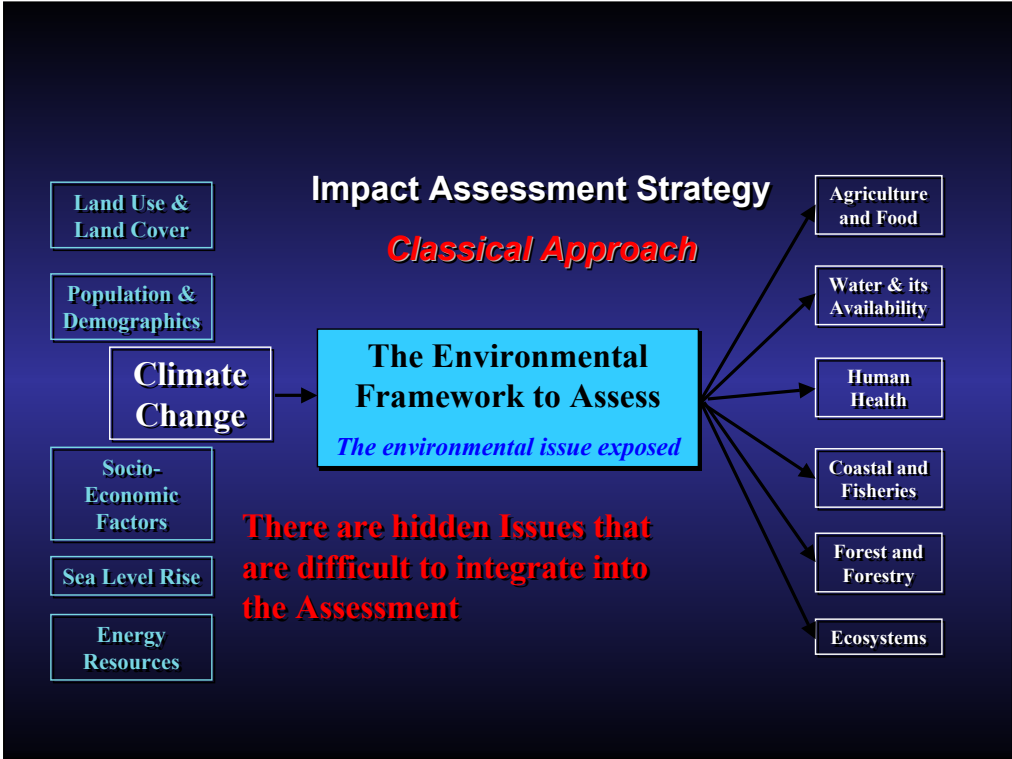 Impact Assessment Strategy
Classical Approach
Land Use &
Land Cover
Population &
Demographics
Climate
Change
Socio-
Economic
Factors
Sea Level Rise
Energy
Resources
The Environmental
Framework to Assess
The environmental issue exposed
There are hidden Issues that
are difficult to integrate into
the Assessment
Agriculture
and Food
Water & its
Availability
Human
Health
Coastal and
Fisheries
Forest and
Forestry
Ecosystems